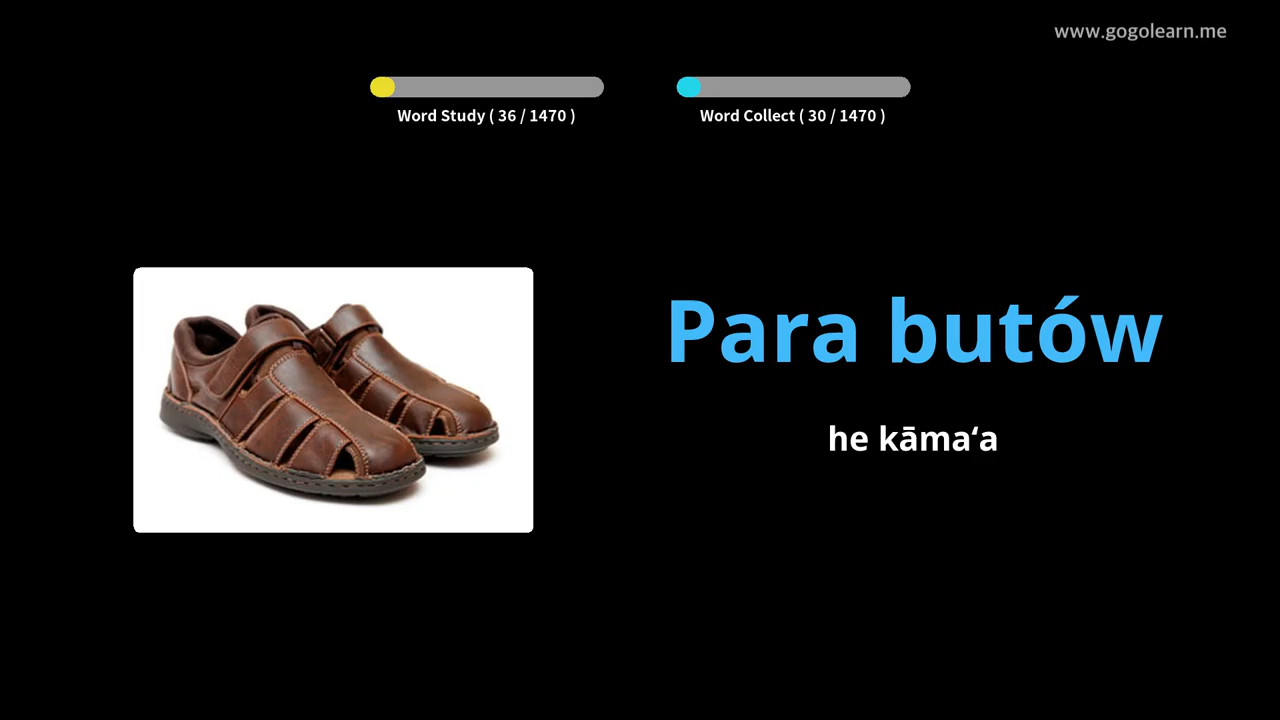 www.gogolearn.me
Word Study ( 36 / 1470 )
Word Collect ( 30 / 1470 )
Para butów
he kāmaʻa